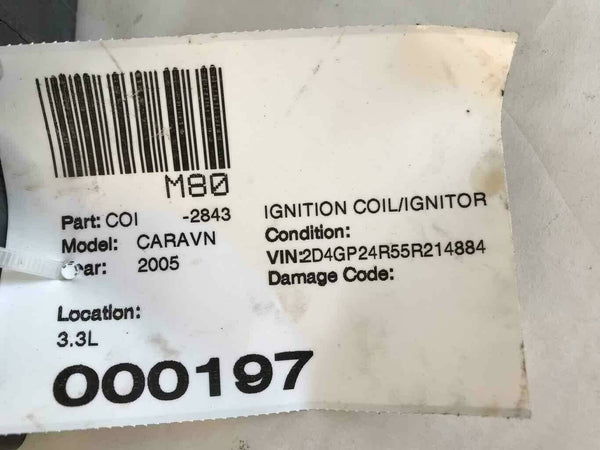 M80
Part: COI -2843 IGNITION COIL/IGNITOR
Model: CARAVN Condition:
ear: 2005 VIN:2D4GP24R55R214884
Damage Code:
Location:
3.3L
000197